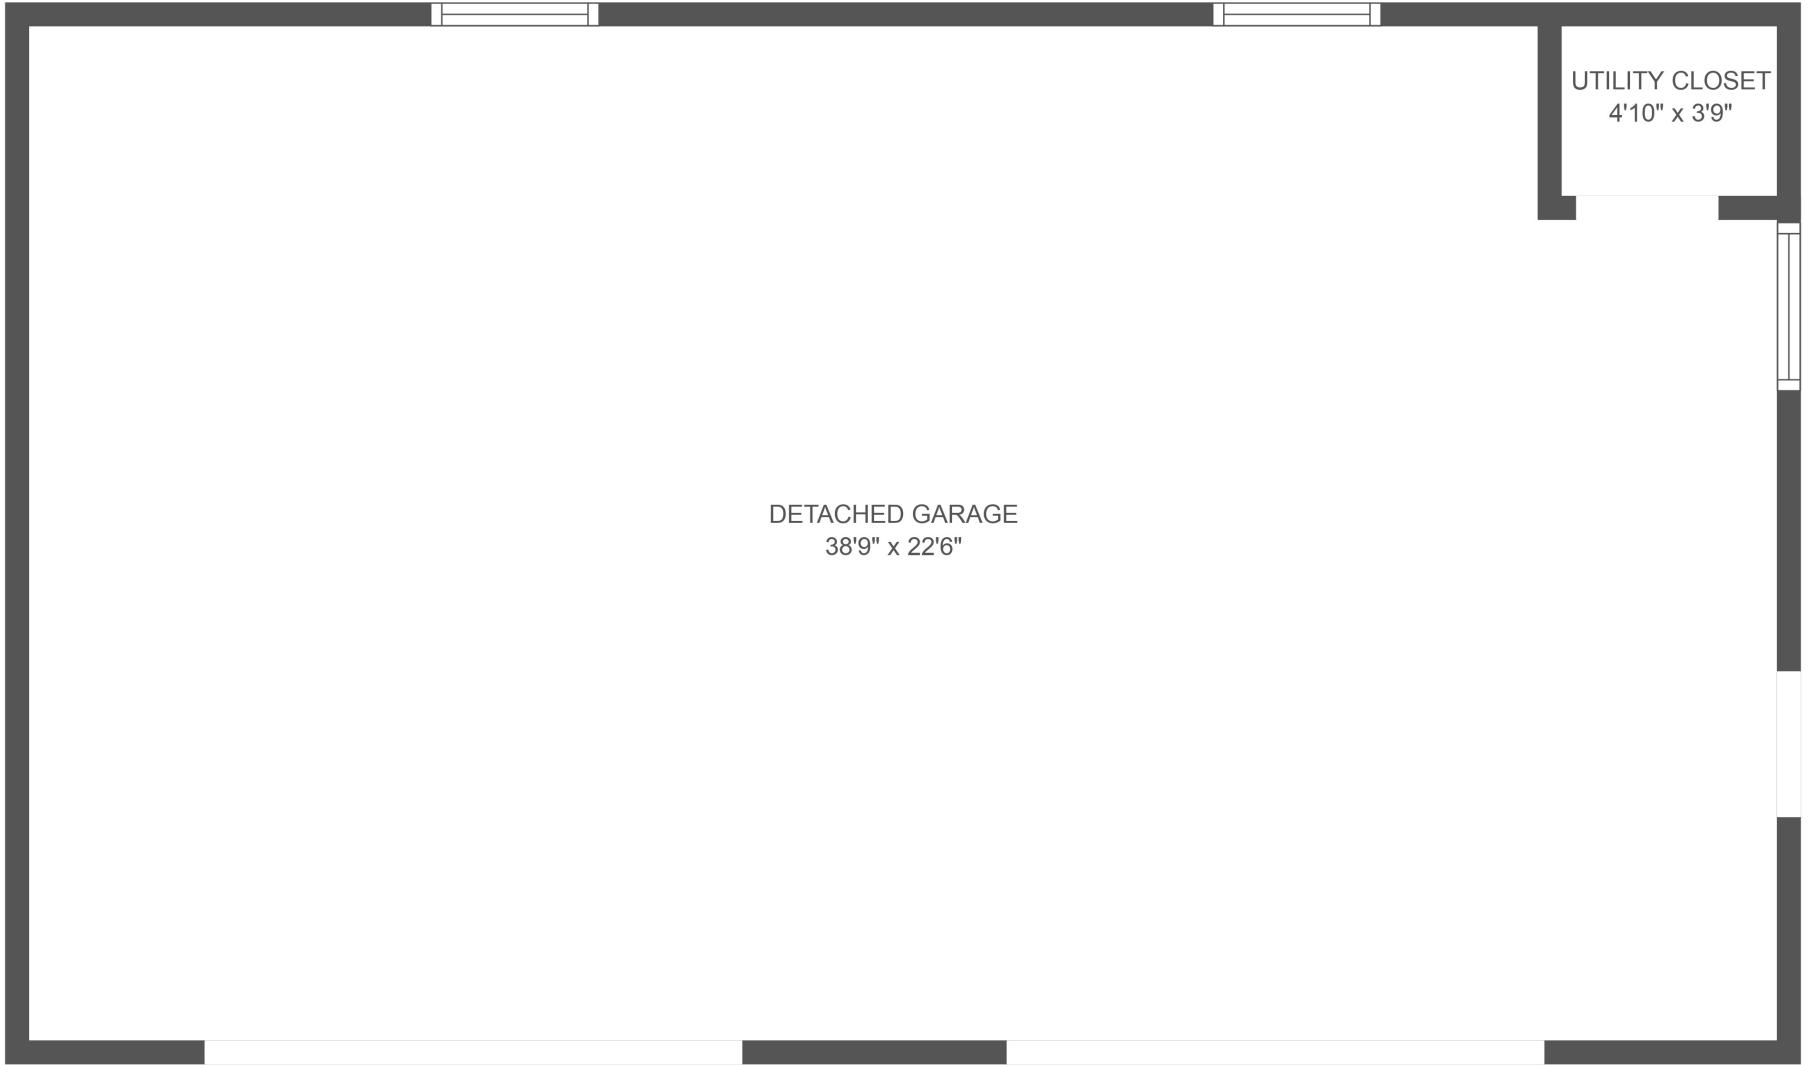 UTILITY CLOSET
4'10" x 3'9"
DETACHED GARAGE
38'9" x 22'6"